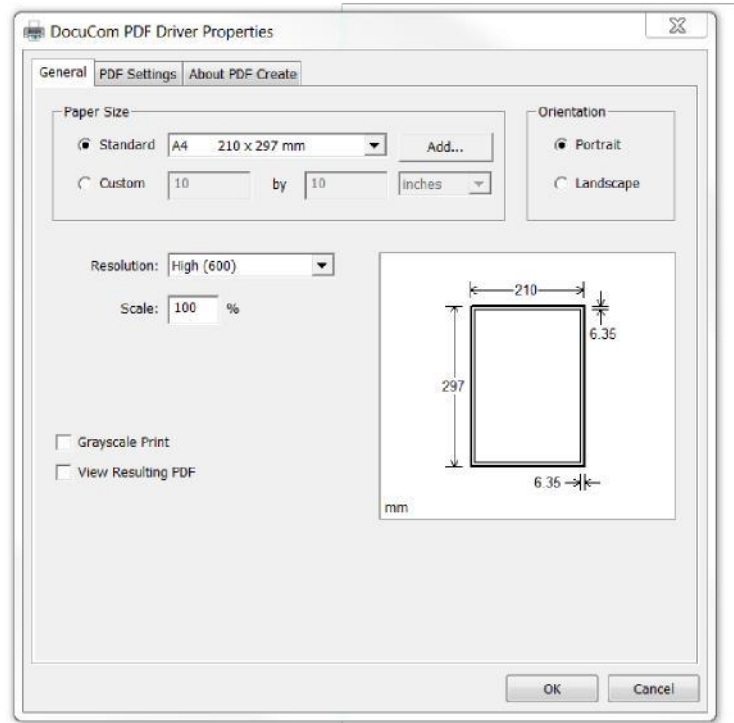 DocuCom PDF Driver Properties
General PDF Settings About PDF Create
Paper Size
Standard A4 210 x 297 mm Add...
Custom 10 by 10 inches
Orientation
Portrait
Landscape
Resolution: High (600)
Scale: 100 %
Grayscale Print
View Resulting PDF
210
6.35
297
6.35
mm
OK Cancel